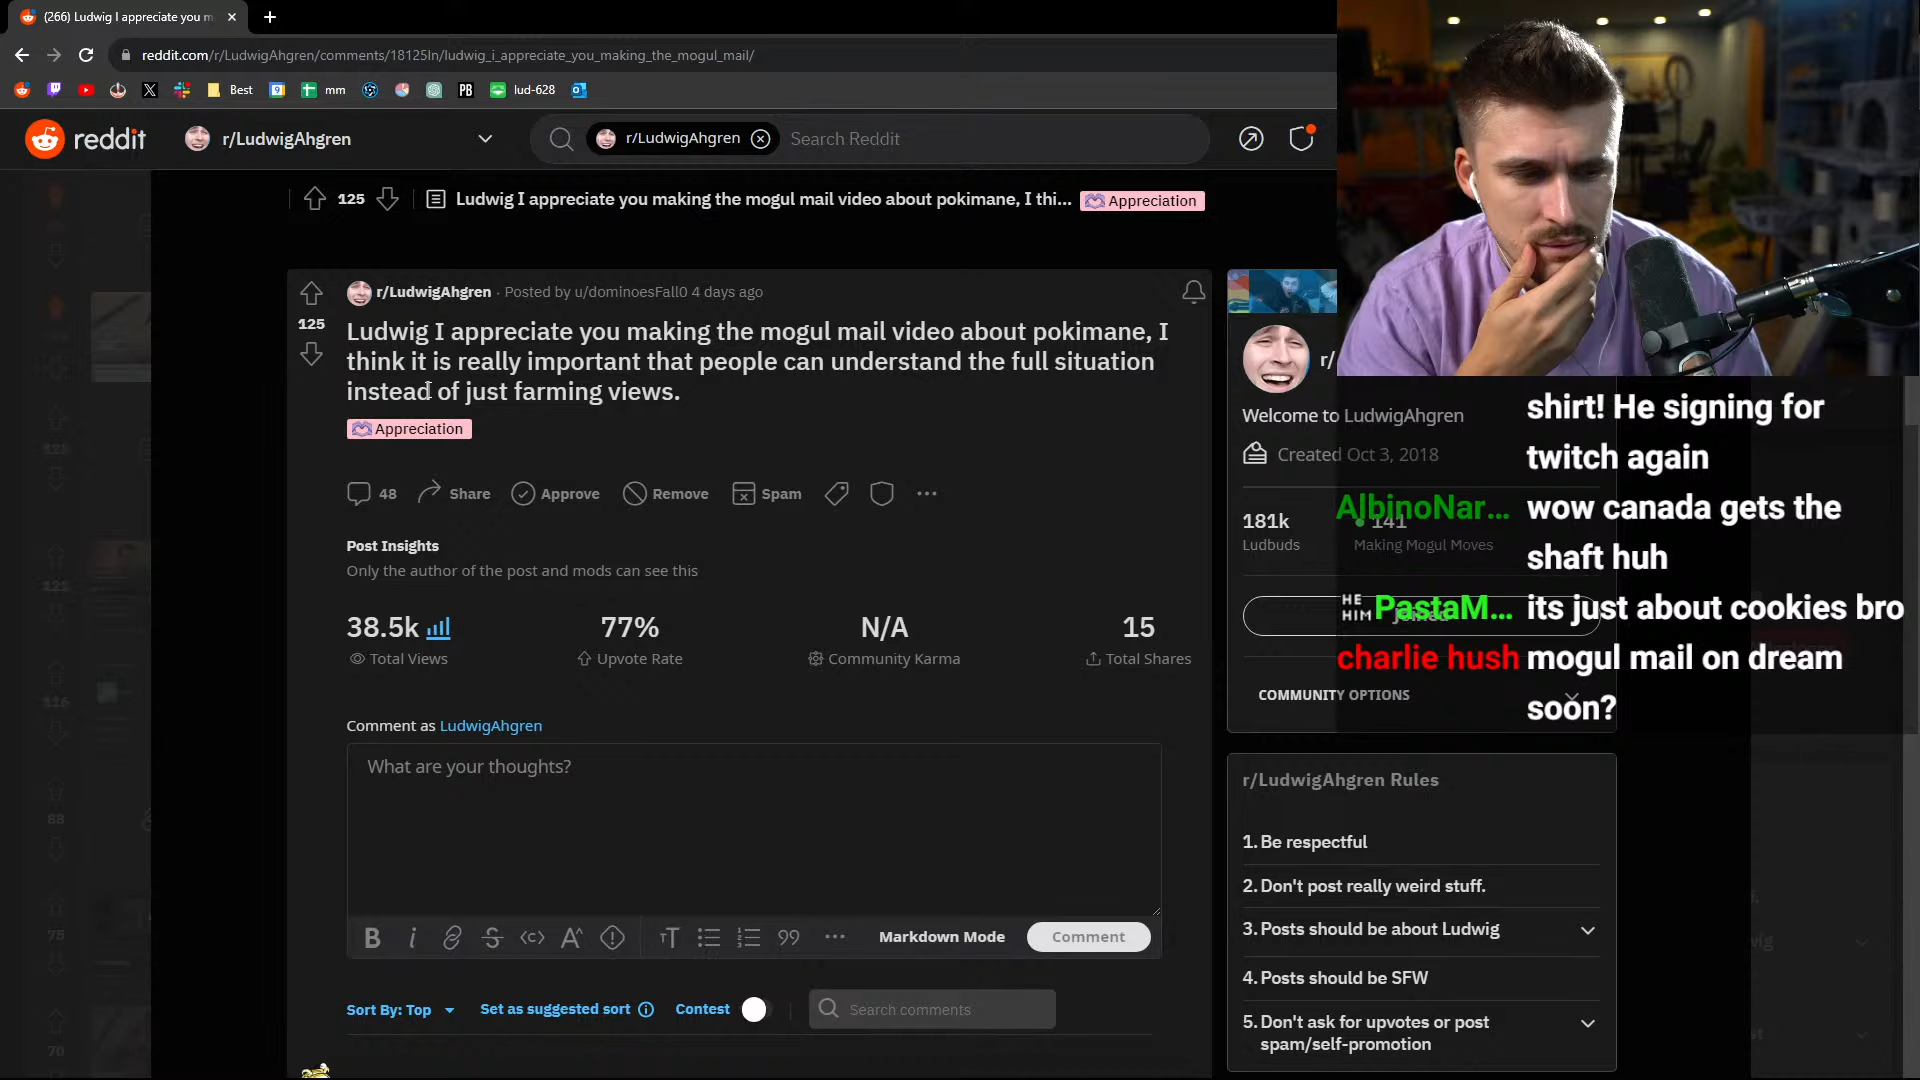 (266) Ludwig I appreciate you m
reddit.com/r/LudwigAhgren/comments/18125ln/ludwig_i_appreciate_you_making_the_mogul_mail/
Best
mm
PB
lud-628
reddit
r/LudwigAhgren
r/LudwigAhgren
Search Reddit
125
Ludwig I appreciate you making the mogul mail video about pokimane, I thi...
Appreciation
r/LudwigAhgren · Posted by u/dominoesFall0 4 days ago
125
Ludwig I appreciate you making the mogul mail video about pokimane, I
think it is really important that people can understand the full situation
instead of just farming views.
Appreciation
48
Share
Approve
Remove
Spam
Post Insights
Only the author of the post and mods can see this
38.5k
77%
N/A
15
Total Views
Upvote Rate
Community Karma
Total Shares
Comment as LudwigAhgren
What are your thoughts?
Markdown Mode
Comment
Sort By: Top
Set as suggested sort
Contest
Search comments
r/
Welcome to LudwigAhgren
Created Oct 3, 2018
181k
141
Ludbuds
Making Mogul Moves
Joined
COMMUNITY OPTIONS
r/LudwigAhgren Rules
1. Be respectful
2. Don't post really weird stuff.
3. Posts should be about Ludwig
4. Posts should be SFW
5. Don't ask for upvotes or post
spam/self-promotion
shirt! He signing for
twitch again
AlbinoNar... wow canada gets the
shaft huh
HE
HIM
PastaM... its just about cookies bro
charlie hush mogul mail on dream
soon?
121
121
116
88
75
70